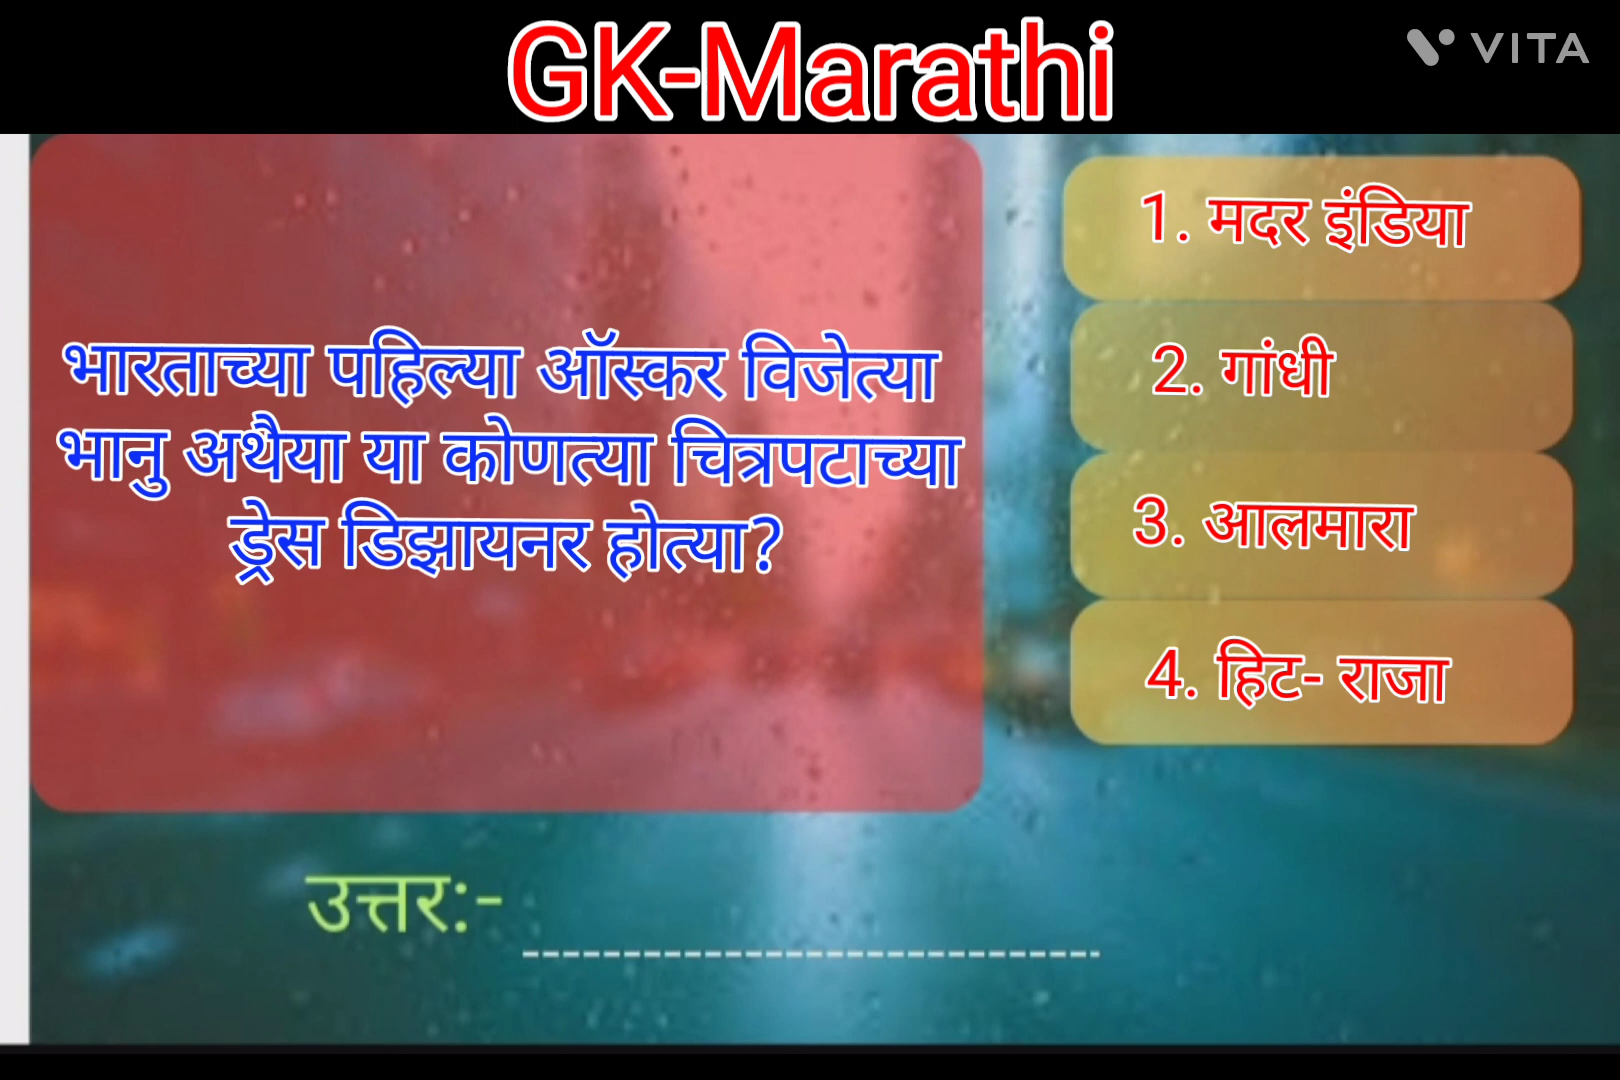 GK-Marathi
VITA
भारताच्या पहिल्या ऑस्कर विजेत्या
भानु अथैया या कोणत्या चित्रपटाच्या
ड्रेस डिझायनर होत्या?
1. मदर इंडिया
2. गांधी
3. आलमारा
4. हिट- राजा
उत्तर:- -----------------------------